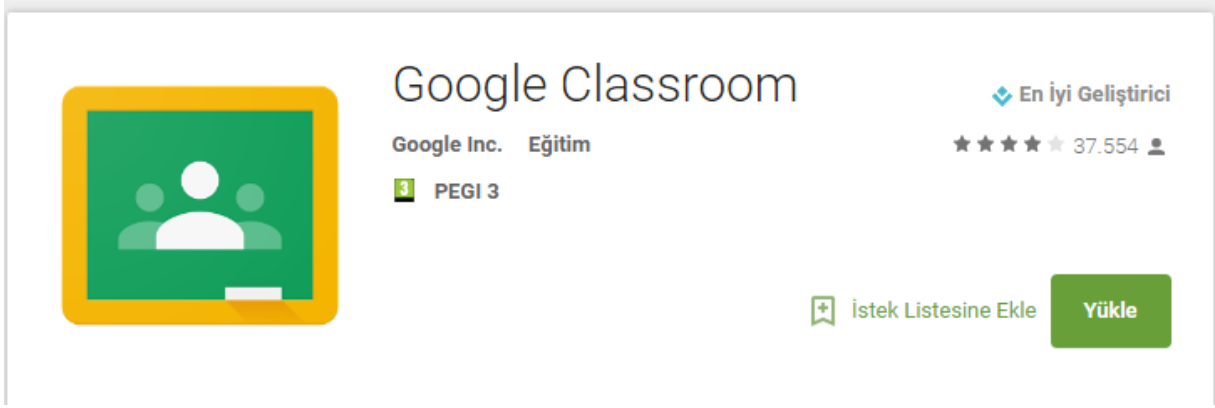 Google Classroom
En İyi Geliştirici
Google Inc. Eğitim
37.554
3 PEGI 3
İstek Listesine Ekle
Yükle